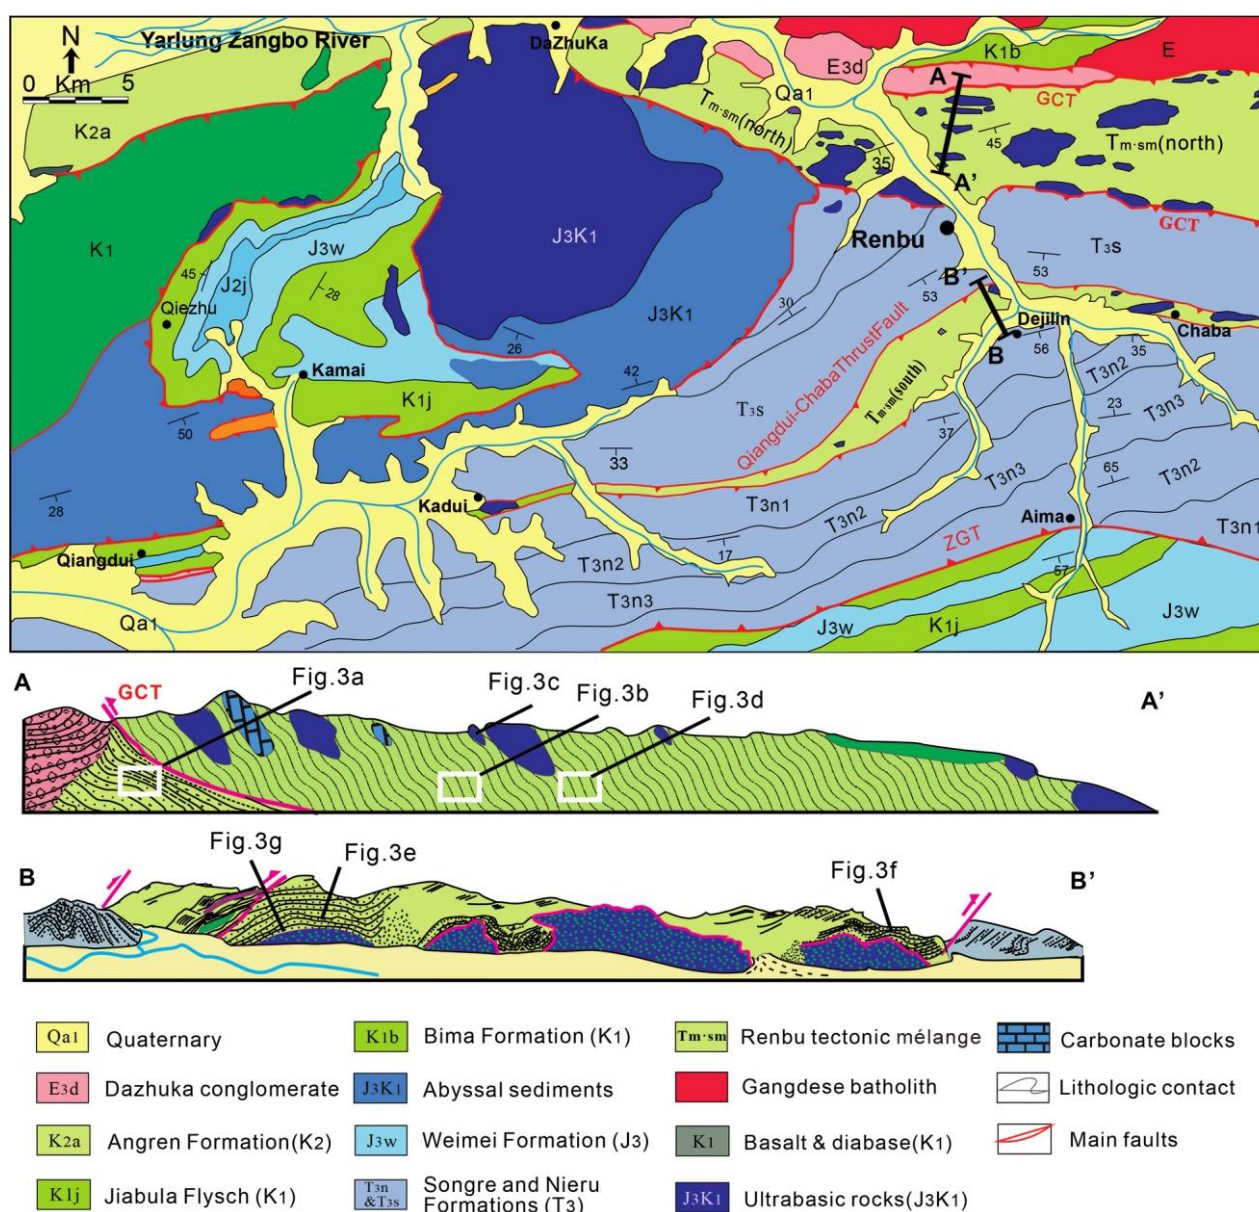 N
0 Km 5
Yarlung Zangbo River
DaZhuKa
K1b
E
E3d
A
GCT
Qa1
K2a
Tm·sm(north)
Tm·sm(north)
45
35
A'
K1
J3K1
J3w
GCT
Renbu
T3s
45
J2j
28
53
B'
53
Qiezhu
30
J3K1
Dejilin
Chaba
26
B
56
35
Kamai
42
T3n2
K1j
T3s
Qiangdui-ChabaThrustFault
Tm·sm(south)
23
T3n3
50
37
33
65
T3n2
T3n3
28
Kadui
T3n1
T3n2
Aima
T3n1
ZGT
Qiangdui
17
T3n2
57
T3n3
J3w
Qa1
J3w
K1j
A
GCT
Fig.3a
Fig.3c
Fig.3b
Fig.3d
A'
B
Fig.3g
Fig.3e
Fig.3f
B'
Qa1 Quaternary
K1b Bima Formation (K1)
Tm·sm Renbu tectonic mélange
Carbonate blocks
E3d Dazhuka conglomerate
J3K1 Abyssal sediments
Gangdese batholith
Lithologic contact
K2a Angren Formation(K2)
J3w Weimei Formation (J3)
K1 Basalt & diabase(K1)
Main faults
K1j Jiabula Flysch (K1)
T3n
&T3s
Songre and Nieru
Formations (T3)
J3K1 Ultrabasic rocks(J3K1)